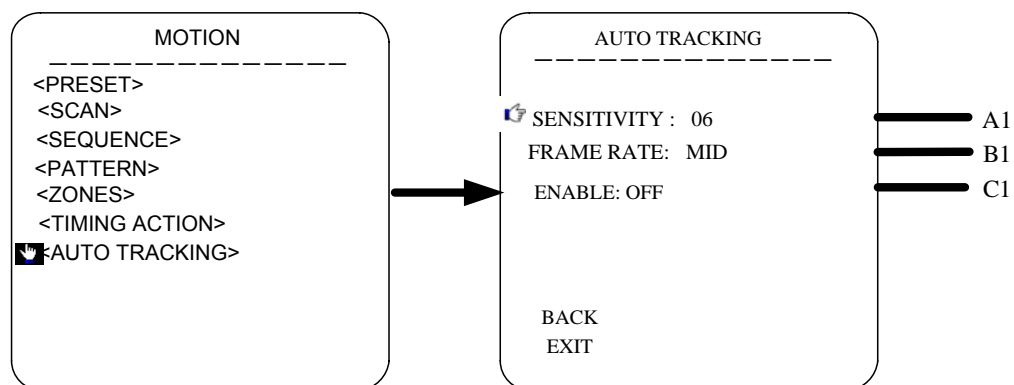 MOTION
<PRESET>
<SCAN>
<SEQUENCE>
<PATTERN>
<ZONES>
<TIMING ACTION>
<AUTO TRACKING>
AUTO TRACKING
SENSITIVITY : 06
FRAME RATE: MID
ENABLE: OFF
BACK
EXIT
A1
B1
C1